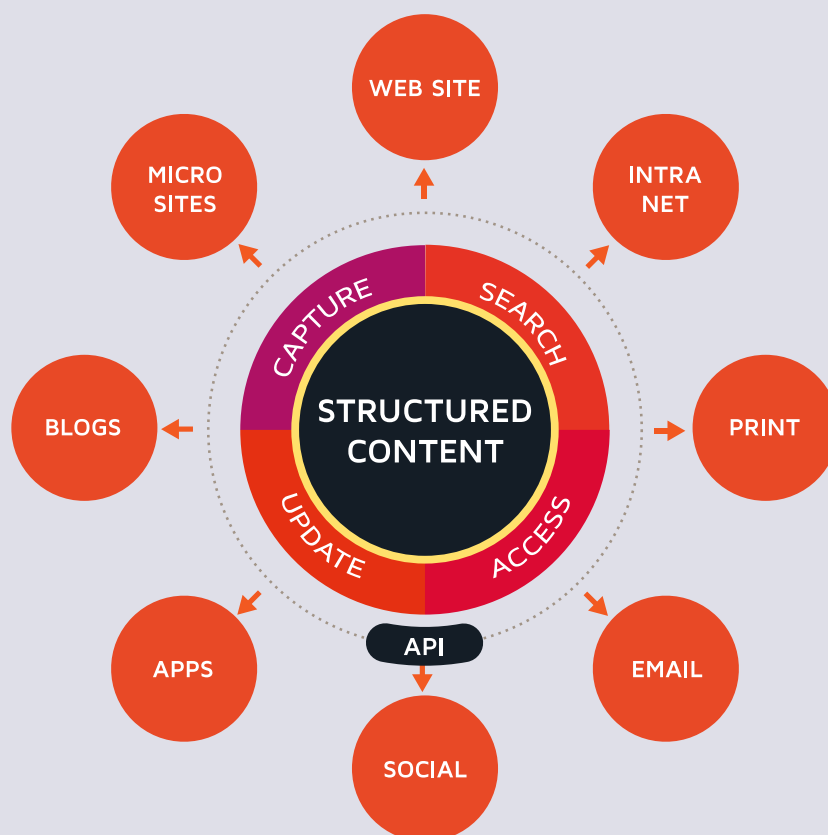 WEB SITE
MICRO
SITES
INTRA
NET
CAPTURE
SEARCH
STRUCTURED
CONTENT
BLOGS
PRINT
UPDATE
ACCESS
API
APPS
EMAIL
SOCIAL